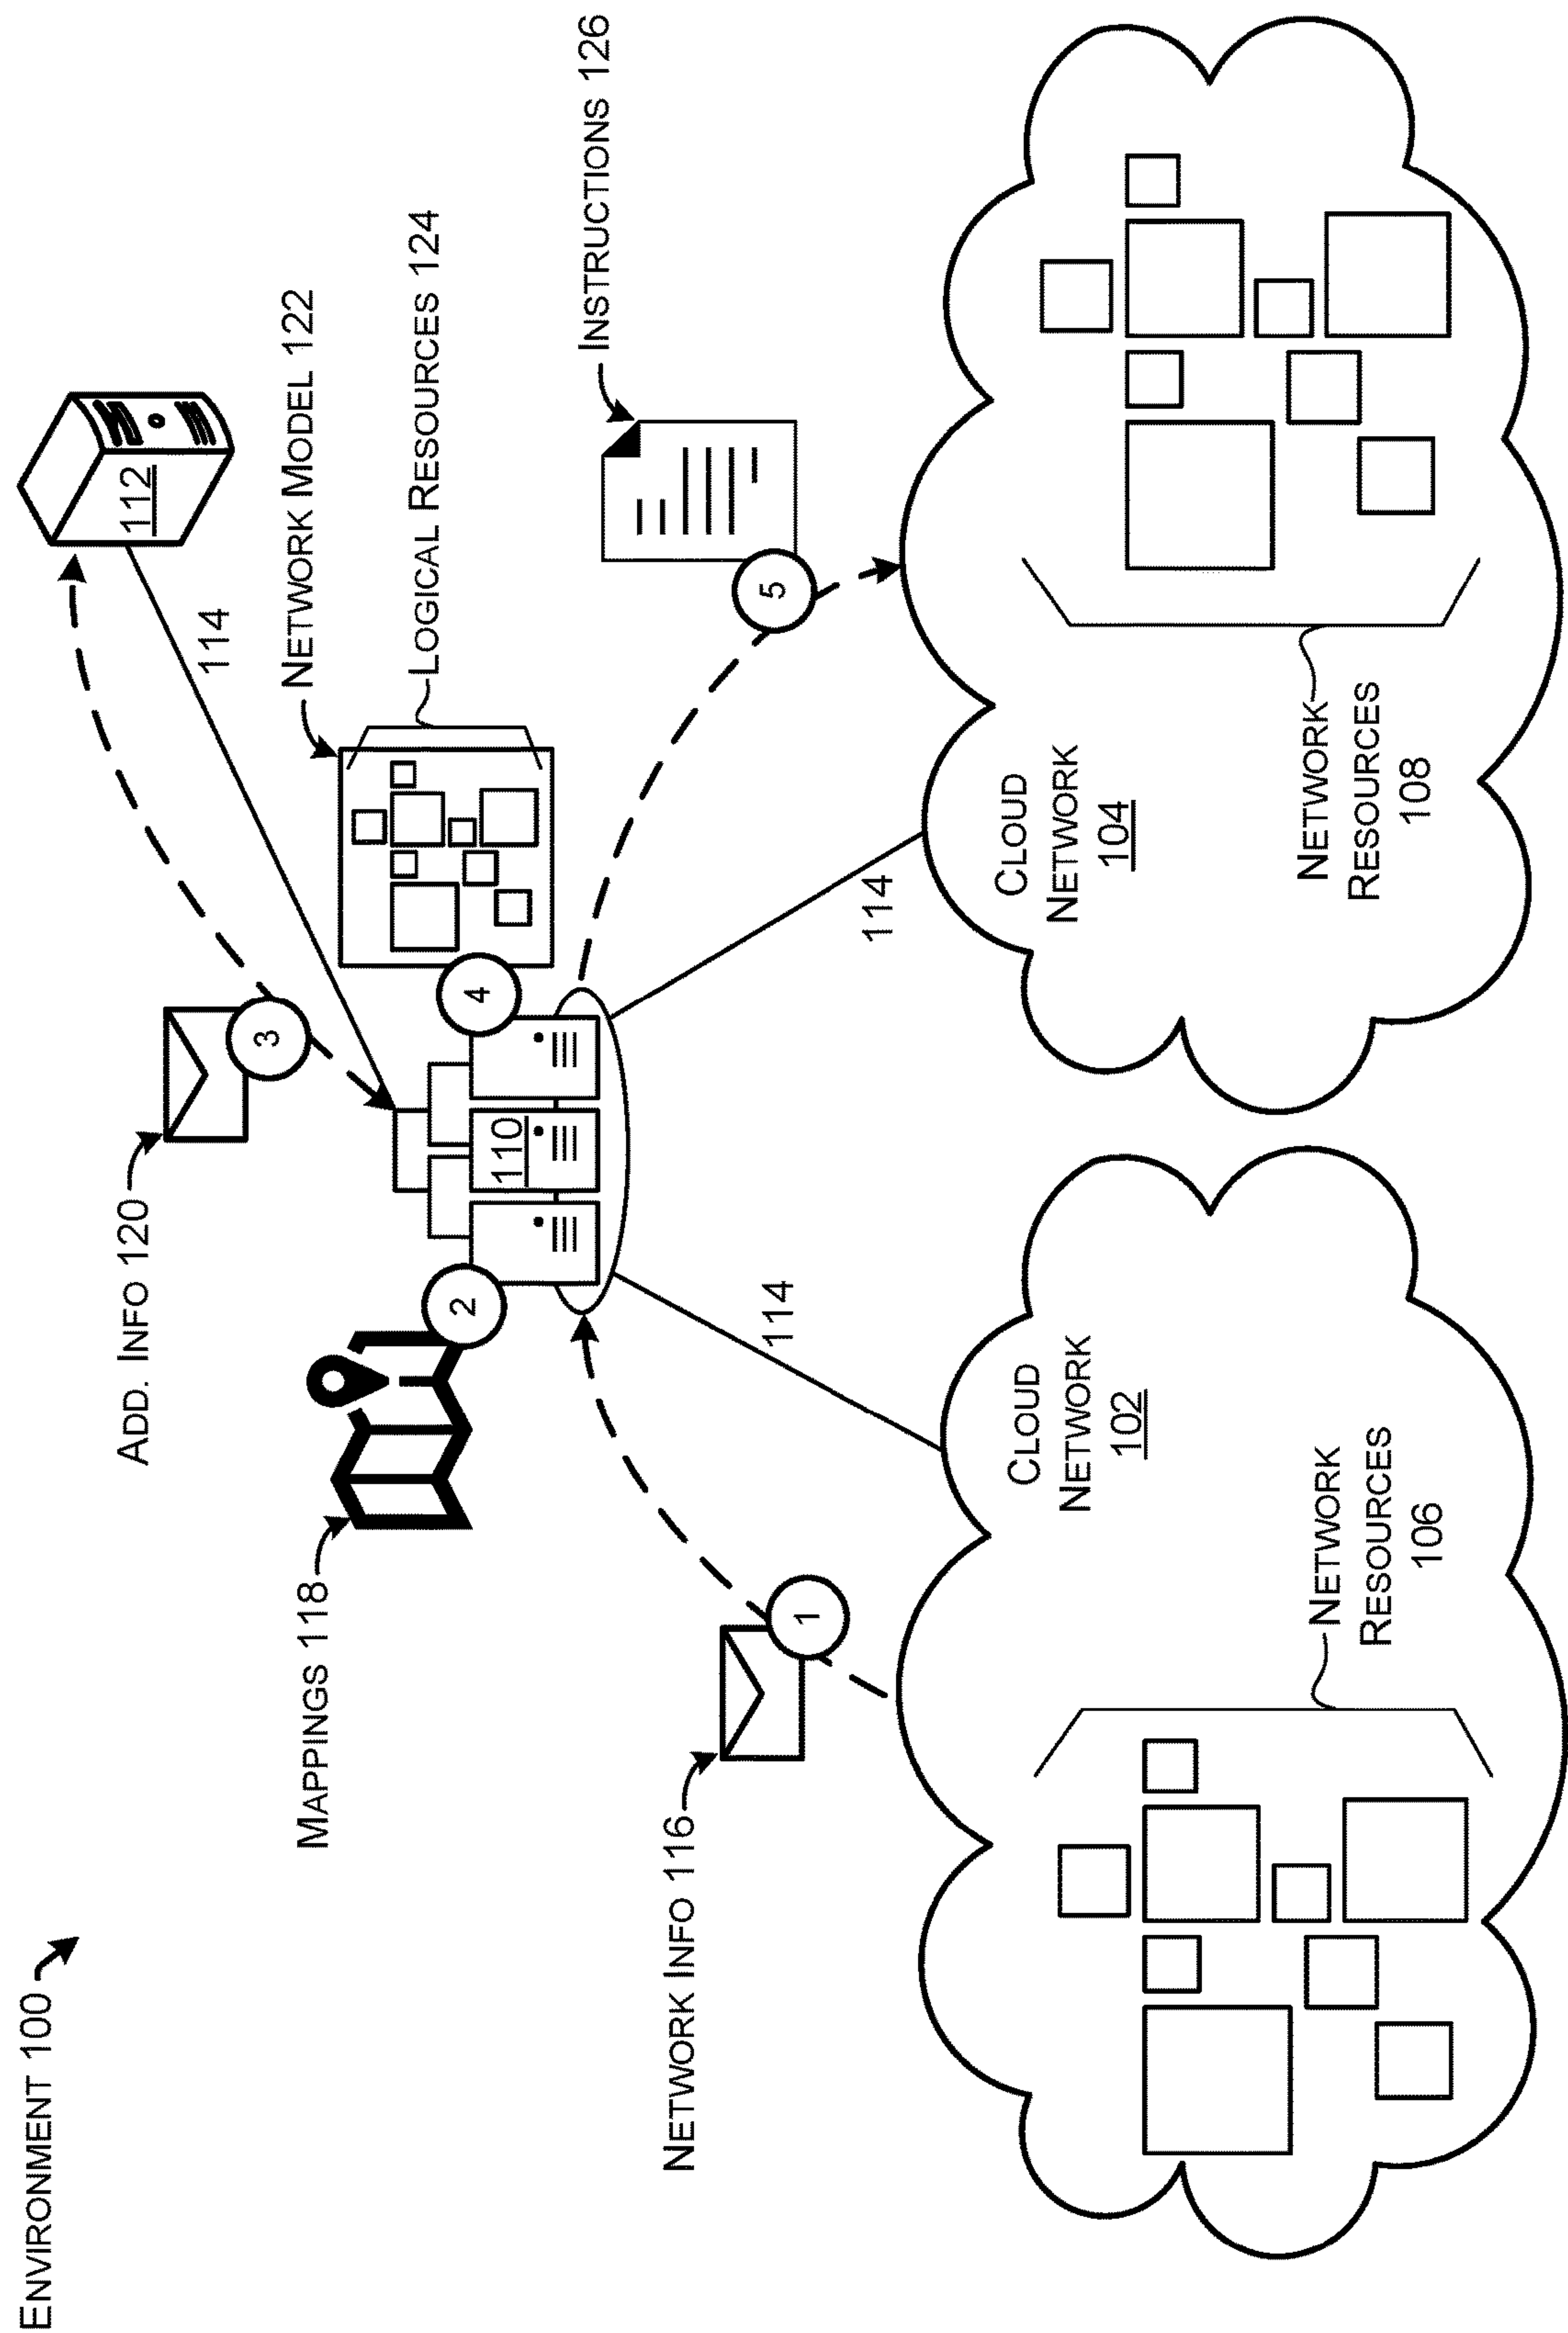 ENVIRONMENT 100
ADD. INFO 120
3
112
114
MAPPINGS 118
2
110
4
NETWORK MODEL 122
LOGICAL RESOURCES 124
NETWORK INFO 116
1
114
114
5
INSTRUCTIONS 126
CLOUD
NETWORK
102
NETWORK
RESOURCES
106
CLOUD
NETWORK
104
NETWORK
RESOURCES
108